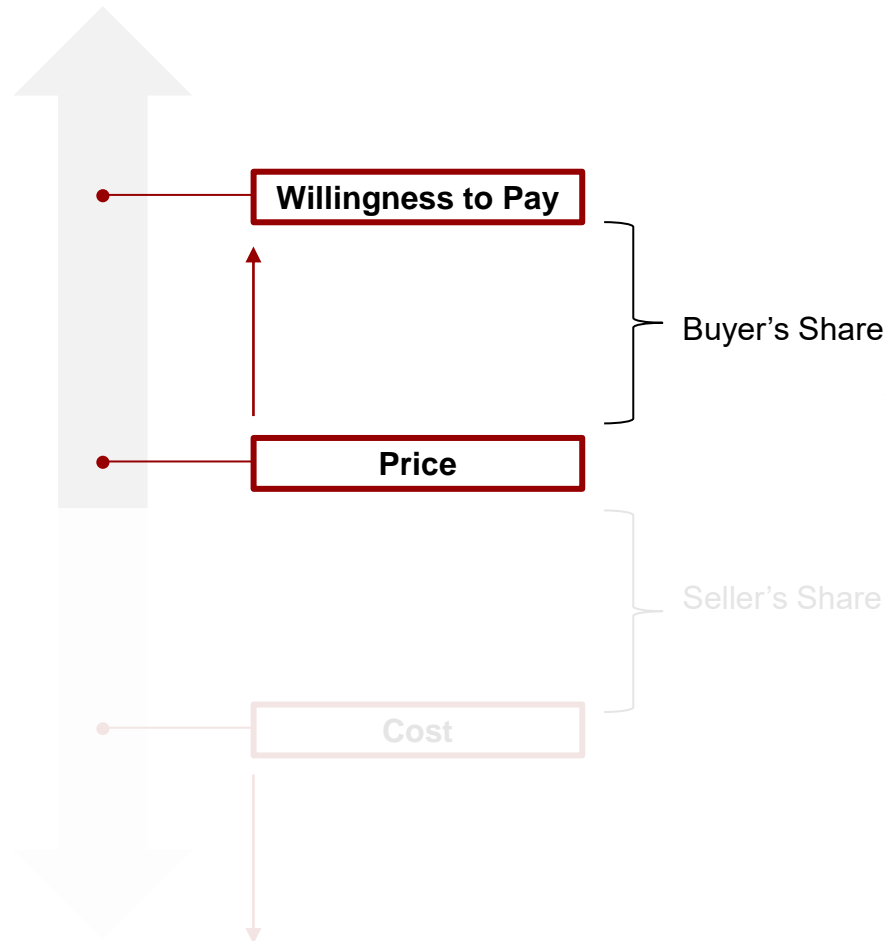 Willingness to Pay
Buyer’s Share
Price
Seller’s Share
Cost